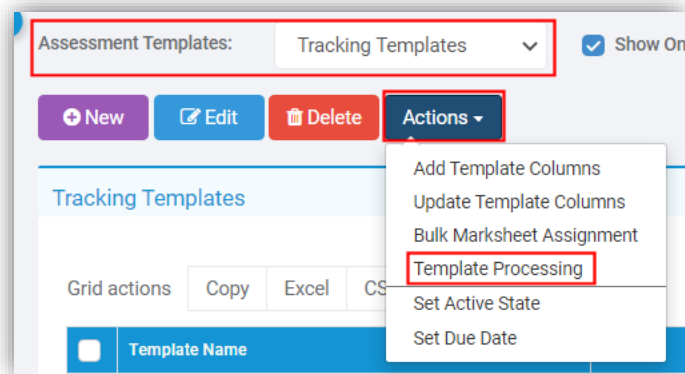 Assessment Templates: Tracking Templates Show On
New Edit Delete Actions
Add Template Columns
Tracking Templates
Update Template Columns
Bulk Marksheet Assignment
Template Processing
Grid actions Copy Excel CS
Set Active State
Set Due Date
Template Name